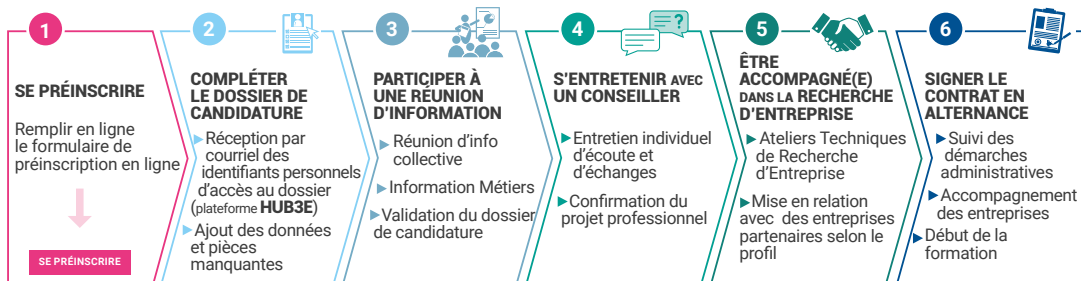 1
SE PRÉINSCRIRE
Remplir en ligne
le formulaire de
préinscription en ligne
SE PRÉINSCRIRE
2
COMPLÉTER
LE DOSSIER DE
CANDIDATURE
▶Réception par
courriel des
identifiants personnels
d'accès au dossier
(plateforme HUB3E)
▶Ajout des données
et pièces
manquantes
3
PARTICIPER À
UNE RÉUNION
D'INFORMATION
▶Réunion d'info
collective
▶Information Métiers
▶Validation du dossier
de candidature
4
?
S'ENTRETENIR AVEC
UN CONSEILLER
▶Entretien individuel
d'écoute et
d'échanges
▶Confirmation du
projet professionnel
5
ÊTRE
ACCOMPAGNÉ(E)
DANS LA RECHERCHE
D'ENTREPRISE
▶Ateliers Techniques
de Recherche
d'Entreprise
▶Mise en relation
avec des entreprises
partenaires selon le
profil
6
SIGNER LE
CONTRAT EN
ALTERNANCE
▶Suivi des
démarches
administratives
▶Accompagnement
des entreprises
▶Début de la
formation